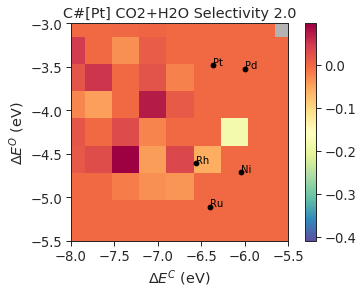 C#[Pt] CO2+H2O Selectivity 2.0
−3.0
−3.5
−4.0
−4.5
−5.0
−5.5
ΔE^O (eV)
Pt
Pd
Rh
Ni
Ru
−8.0 −7.5 −7.0 −6.5 −6.0 −5.5
ΔE^C (eV)
0.0
−0.1
−0.2
−0.3
−0.4